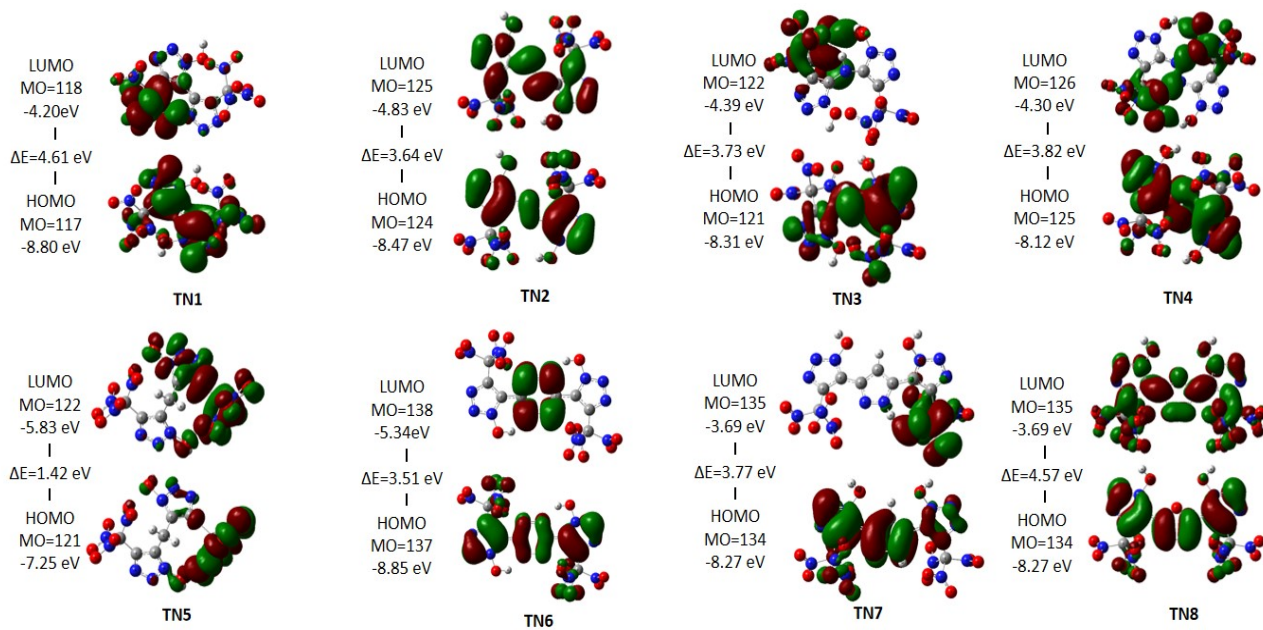 LUMO
MO=118
-4.20eV
ΔE=4.61 eV
HOMO
MO=117
-8.80 eV
TN1
LUMO
MO=125
-4.83 eV
ΔE=3.64 eV
HOMO
MO=124
-8.47 eV
TN2
LUMO
MO=122
-4.39 eV
ΔE=3.73 eV
HOMO
MO=121
-8.31 eV
TN3
LUMO
MO=126
-4.30 eV
ΔE=3.82 eV
HOMO
MO=125
-8.12 eV
TN4
LUMO
MO=122
-5.83 eV
ΔE=1.42 eV
HOMO
MO=121
-7.25 eV
TN5
LUMO
MO=138
-5.34eV
ΔE=3.51 eV
HOMO
MO=137
-8.85 eV
TN6
LUMO
MO=135
-3.69 eV
ΔE=3.77 eV
HOMO
MO=134
-8.27 eV
TN7
LUMO
MO=135
-3.69 eV
ΔE=4.57 eV
HOMO
MO=134
-8.27 eV
TN8